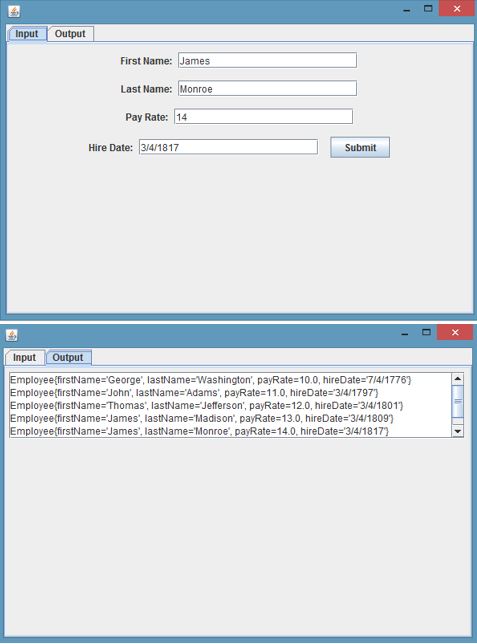 Input Output
First Name: James
Last Name: Monroe
Pay Rate: 14
Hire Date: 3/4/1817 Submit
Input Output
Employee{firstName='George', lastName='Washington', payRate=10.0, hireDate='7/4/1776'}
Employee{firstName='John', lastName='Adams', payRate=11.0, hireDate='3/4/1797'}
Employee{firstName='Thomas', lastName='Jefferson', payRate=12.0, hireDate='3/4/1801'}
Employee{firstName='James', lastName='Madison', payRate=13.0, hireDate='3/4/1809'}
Employee{firstName='James', lastName='Monroe', payRate=14.0, hireDate='3/4/1817'}